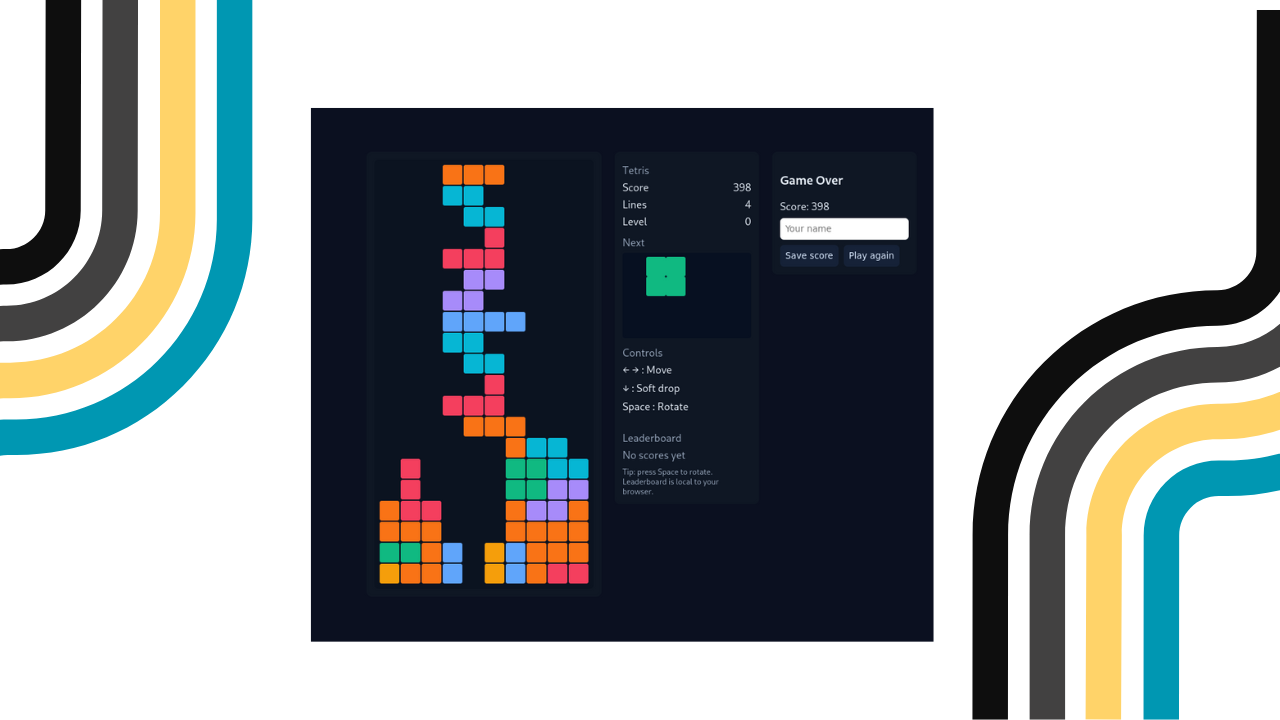 Tetris
Score 398
Lines 4
Level 0
Next
Controls
← → : Move
↓ : Soft drop
Space : Rotate
Leaderboard
No scores yet
Tip: press Space to rotate.
Leaderboard is local to your
browser.
Game Over
Score: 398
Your name
Save score Play again